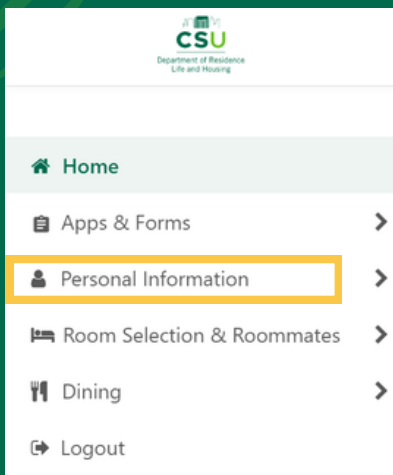 CSU
Department of Residence
Life and Housing
Home
Apps & Forms
Personal Information
Room Selection & Roommates
Dining
Logout